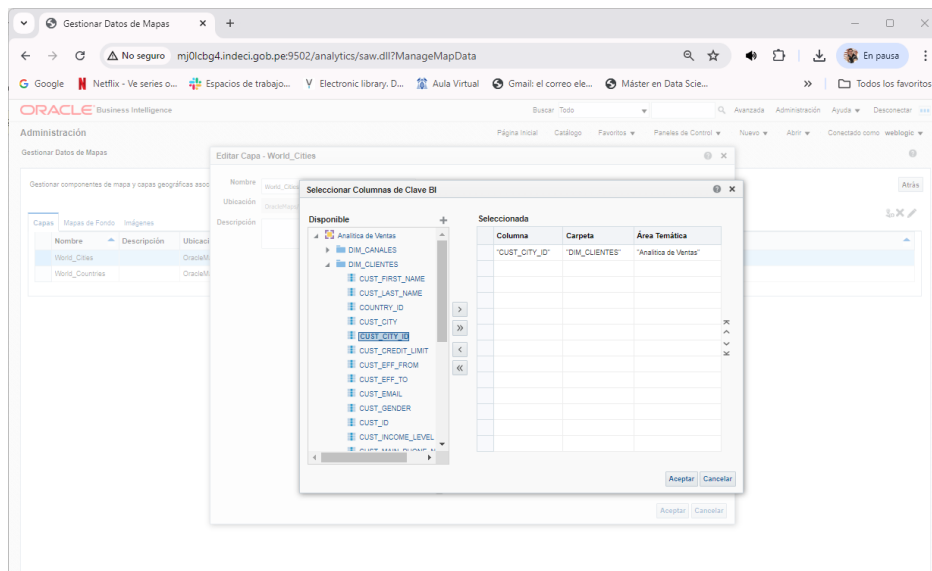 Gestionar Datos de Mapas
No seguro mj0lcbg4.indeci.gob.pe:9502/analytics/saw.dll?ManageMapData En pausa
Google Netflix - Ve series o... Espacios de trabajo... Electronic library. D... Aula Virtual Gmail: el correo ele... Máster en Data Scie... » Todos los favoritos
ORACLE Business Intelligence Buscar Todo Avanzada Administración Ayuda Desconectar
Administración Página Inicial Catálogo Favoritos Paneles de Control Nuevo Abrir Conectado como weblogic
Gestionar Datos de Mapas
Editar Capa - World_Cities
Gestionar componentes de mapa y capas geográficas asoc
Atrás
Nombre World_Cities
Ubicación
Descripción
Capas Mapas de Fondo Imágenes
Nombre Descripción Ubicaci
World_Cities OracleM
World_Countries OracleM
Seleccionar Columnas de Clave BI
Disponible
Analítica de Ventas
DIM_CANALES
DIM_CLIENTES
CUST_FIRST_NAME
CUST_LAST_NAME
COUNTRY_ID
CUST_CITY
CUST_CITY_ID
CUST_CREDIT_LIMIT
CUST_EFF_FROM
CUST_EFF_TO
CUST_EMAIL
CUST_GENDER
CUST_ID
CUST_INCOME_LEVEL
Seleccionada
Columna Carpeta Área Temática
"CUST_CITY_ID" "DIM_CLIENTES" "Analítica de Ventas"
Aceptar Cancelar
Aceptar Cancelar